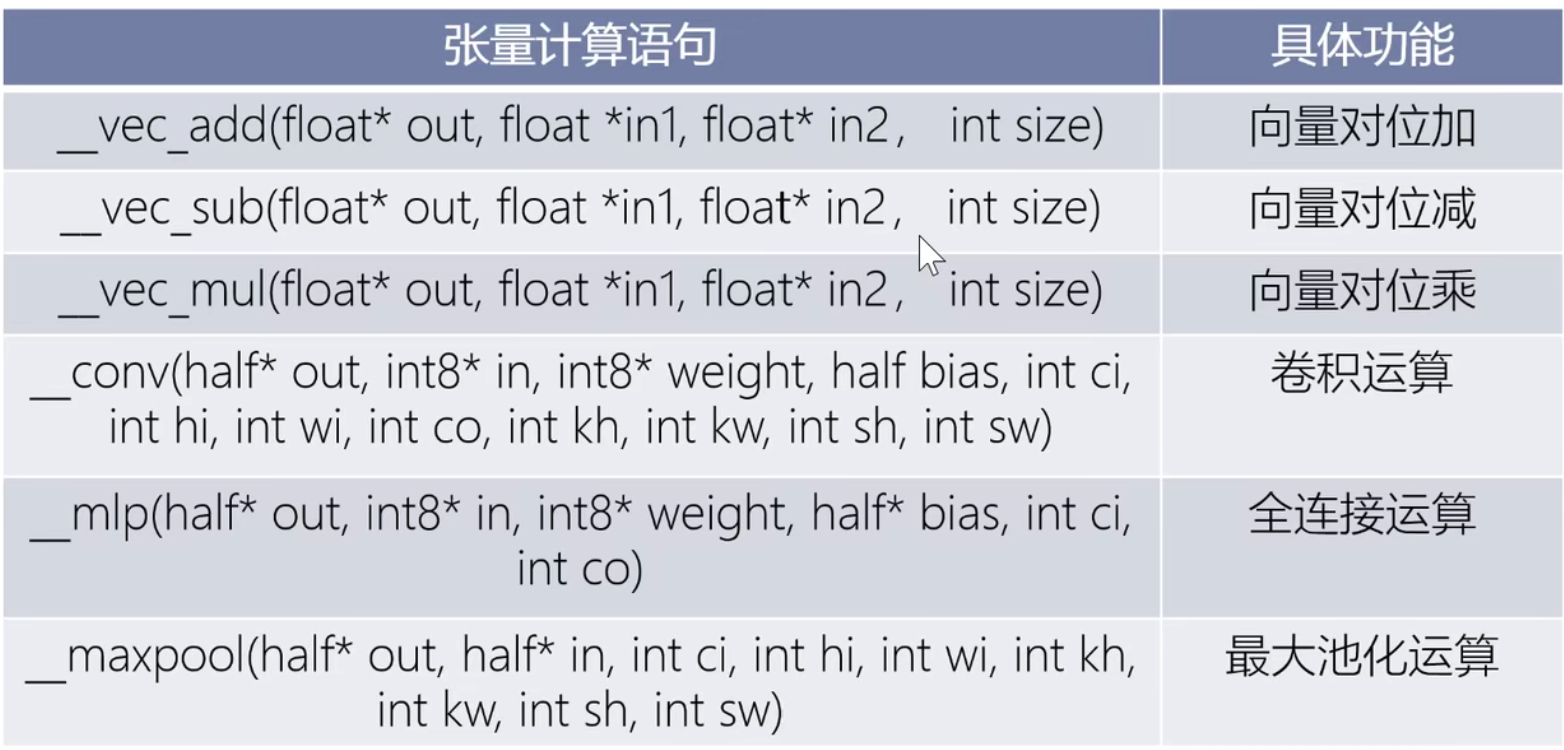 张量计算语句
具体功能
__vec_add(float* out, float *in1, float* in2， int size)
向量对位加
__vec_sub(float* out, float *in1, float* in2， int size)
向量对位减
__vec_mul(float* out, float *in1, float* in2， int size)
向量对位乘
__conv(half* out, int8* in, int8* weight, half bias, int ci,
int hi, int wi, int co, int kh, int kw, int sh, int sw)
卷积运算
__mlp(half* out, int8* in, int8* weight, half* bias, int ci,
int co)
全连接运算
__maxpool(half* out, half* in, int ci, int hi, int wi, int kh,
int kw, int sh, int sw)
最大池化运算